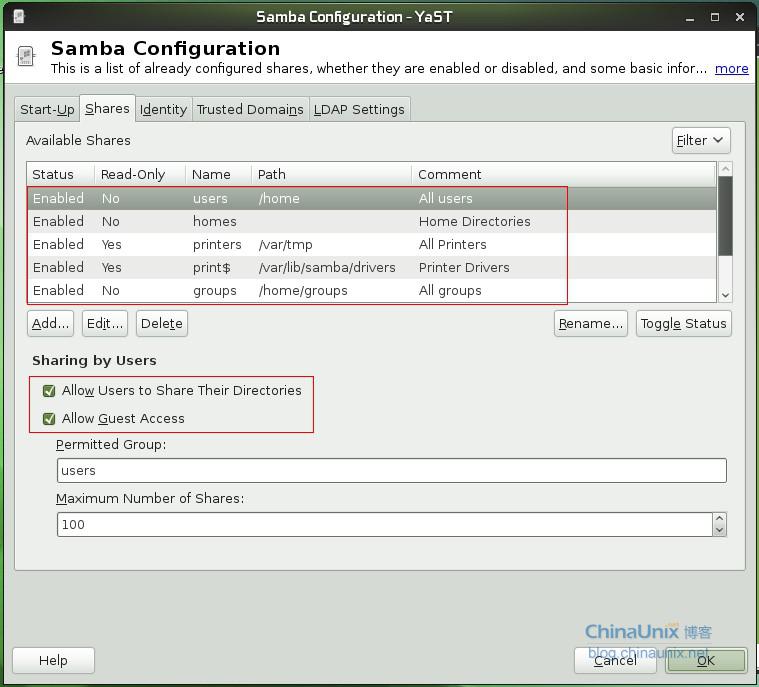 Samba Configuration - YaST
Samba Configuration
This is a list of already configured shares, whether they are enabled or disabled, and some basic infor... more
Start-Up Shares Identity Trusted Domains LDAP Settings
Available Shares Filter
Status Read-Only Name Path Comment
Enabled No users /home All users
Enabled No homes Home Directories
Enabled Yes printers /var/tmp All Printers
Enabled Yes print$ /var/lib/samba/drivers Printer Drivers
Enabled No groups /home/groups All groups
Add... Edit... Delete Rename... Toggle Status
Sharing by Users
Allow Users to Share Their Directories
Allow Guest Access
Permitted Group:
users
Maximum Number of Shares:
100
ChinaUnix 博客
blog.chinaunix.net
Help Cancel OK